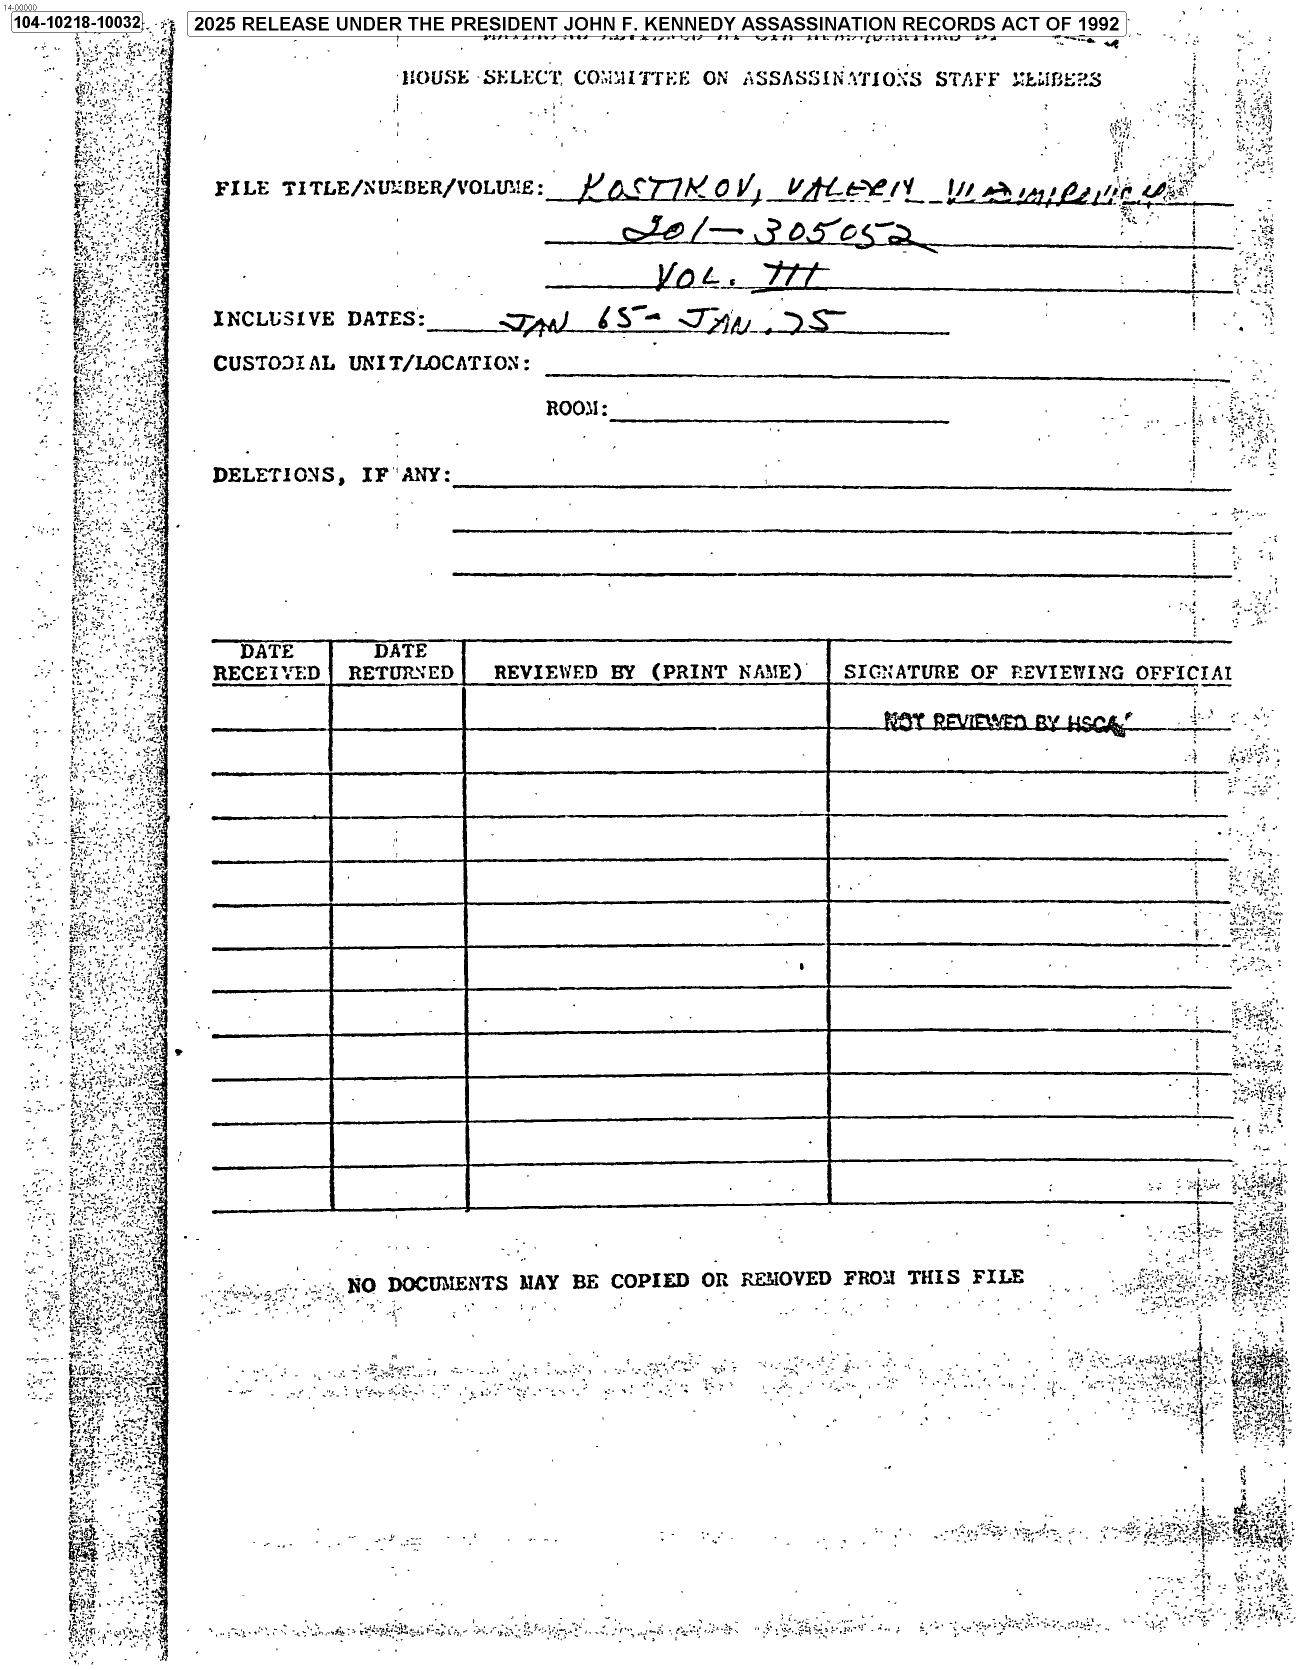 14-00000
104-10218-10032
2025 RELEASE UNDER THE PRESIDENT JOHN F. KENNEDY ASSASSINATION RECORDS ACT OF 1992
HOUSE SELECT COMMITTEE ON ASSASSINATIONS STAFF MEMBERS
FILE TITLE/NUMBER/VOLUME: KOSTIKOV, VALERIY VLADIMIROVICH
201-305052
VOL. III
INCLUSIVE DATES: JAN 65 - JAN. 75
CUSTODIAL UNIT/LOCATION:
ROOM:
DELETIONS, IF ANY:
DATE RECEIVED DATE RETURNED REVIEWED BY (PRINT NAME) SIGNATURE OF REVIEWING OFFICIAL
NOT REVIEWED BY HSCA
NO DOCUMENTS MAY BE COPIED OR REMOVED FROM THIS FILE